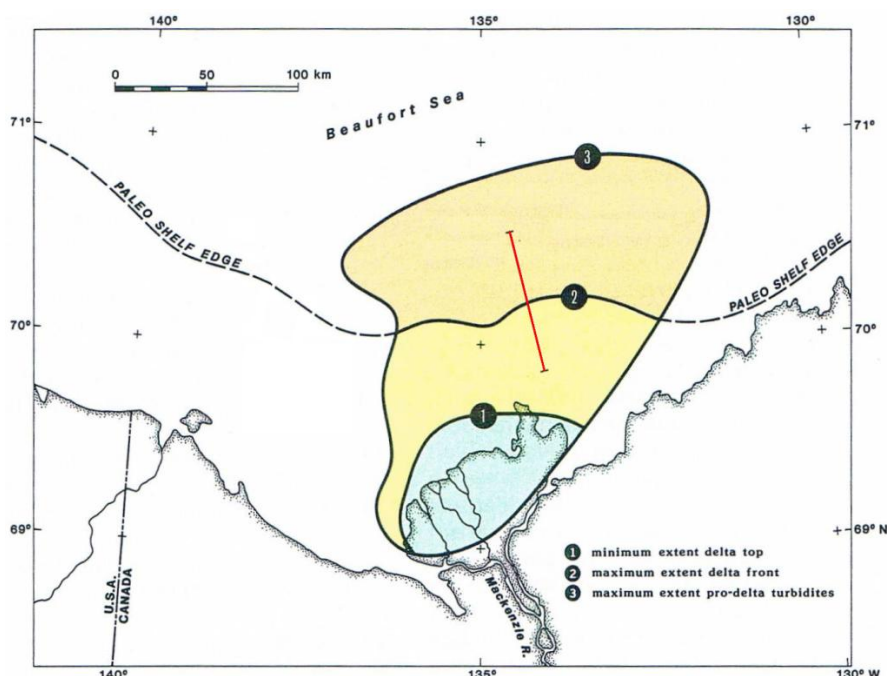 140°
135°
130°
0 50 100 km
71°
71°
Beaufort Sea
3
PALEO SHELF EDGE
2
PALEO SHELF EDGE
70°
70°
1
69°
69° N
1 minimum extent delta top
2 maximum extent delta front
3 maximum extent pro-delta turbidites
U.S.A.
CANADA
Mackenzie R.
140°
135°
130° W